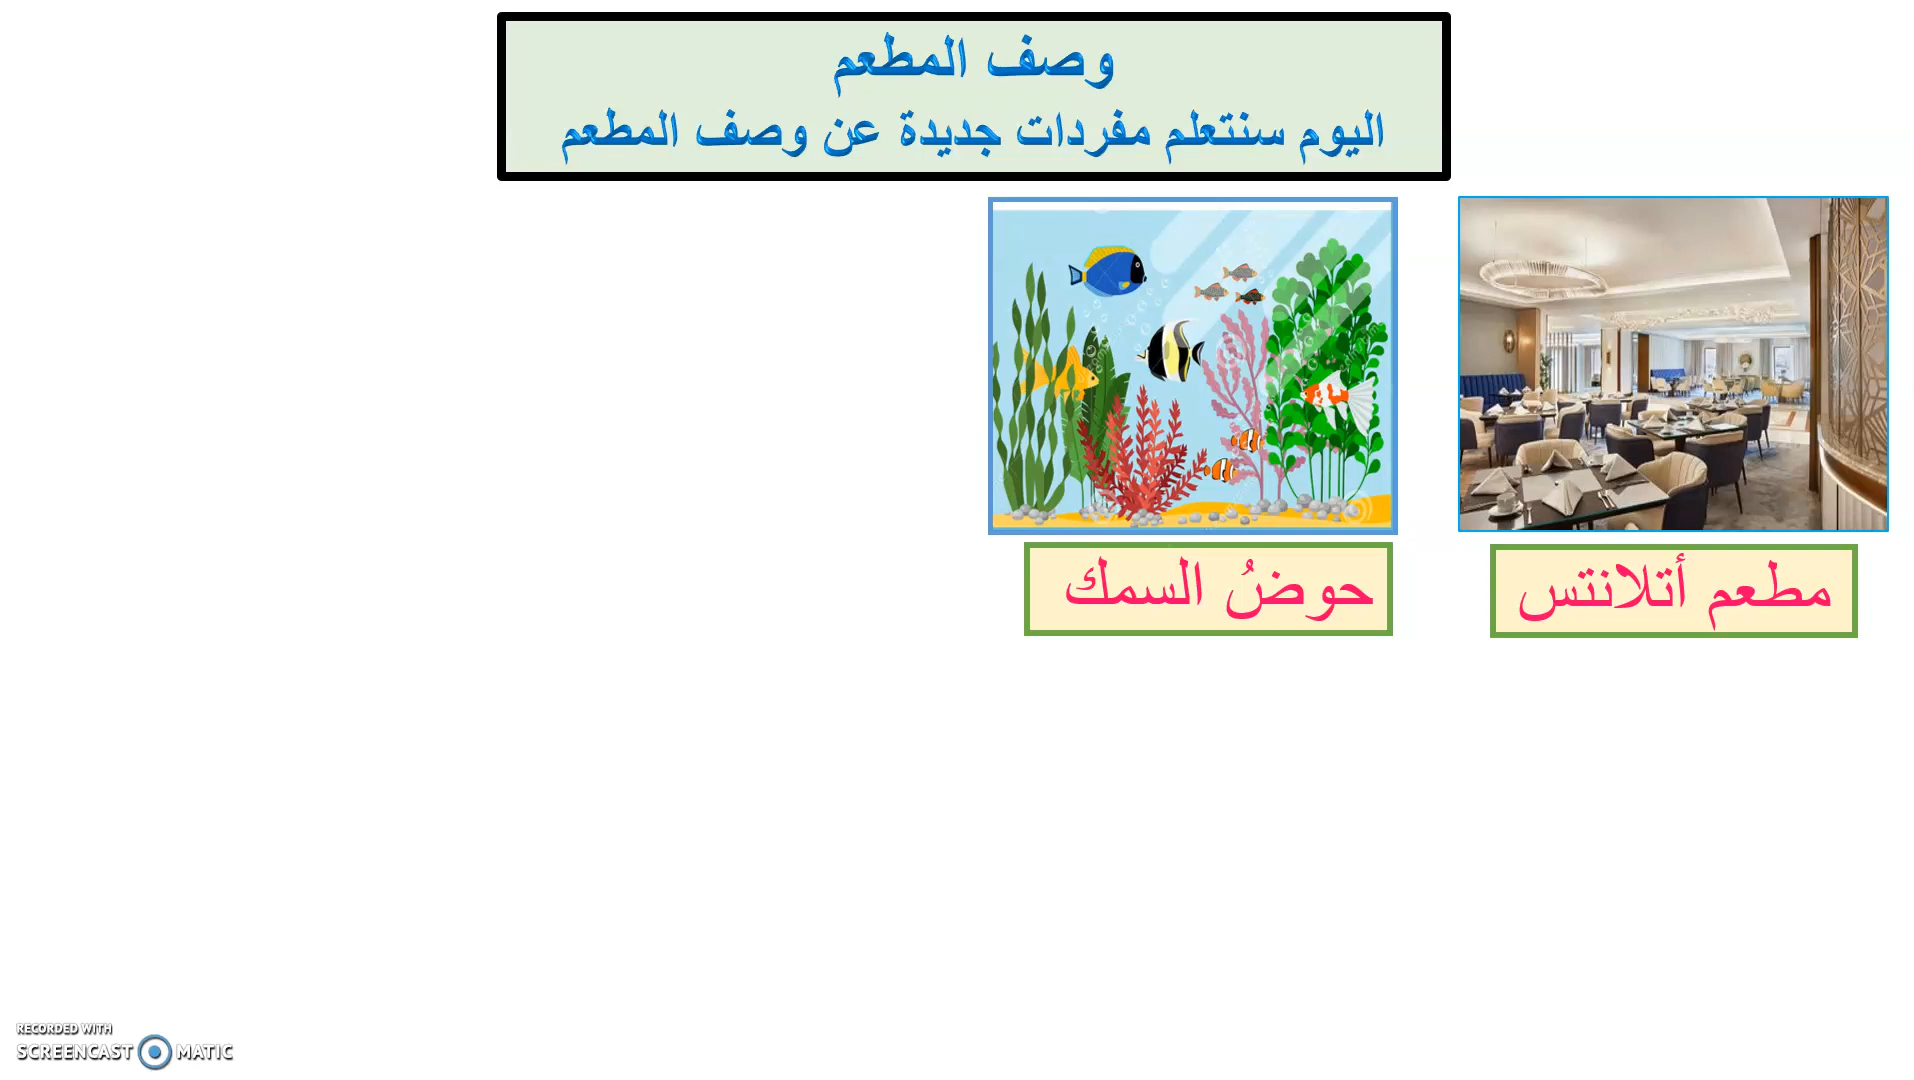 وصف المطعم
اليوم سنتعلم مفردات جديدة عن وصف المطعم
مطعم أتلانتس
حوضُ السمك
RECORDED WITH
SCREENCAST MATIC